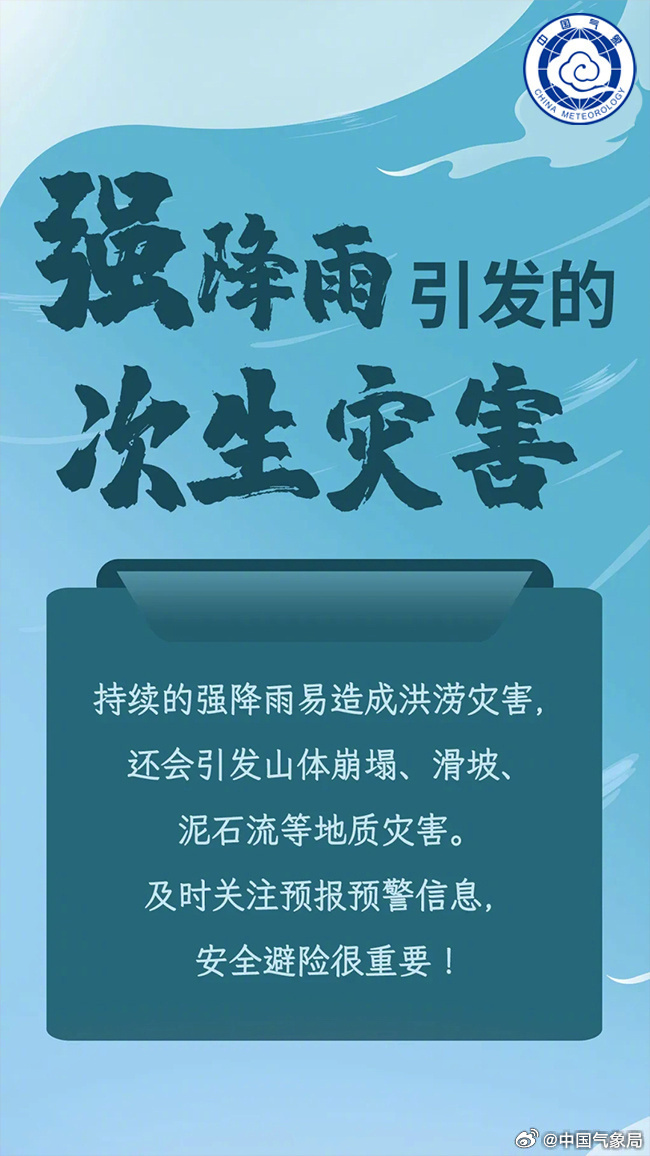 中国气象
CHINA METEOROLOGY
强降雨引发的
次生灾害
持续的强降雨易造成洪涝灾害,
还会引发山体崩塌、滑坡、
泥石流等地质灾害。
及时关注预报预警信息,
安全避险很重要！
@中国气象局